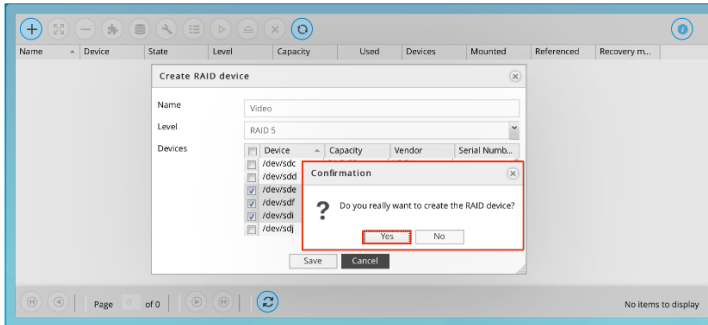 Name Device State Level Capacity Used Devices Mounted Referenced Recovery m...
Create RAID device
Name Video
Level RAID 5
Devices
Device Capacity Vendor Serial Numb...
/dev/sdc
/dev/sdd
/dev/sde
/dev/sdf
/dev/sdi
/dev/sdj
Confirmation
? Do you really want to create the RAID device?
Yes No
Save Cancel
Page 0 of 0 No items to display